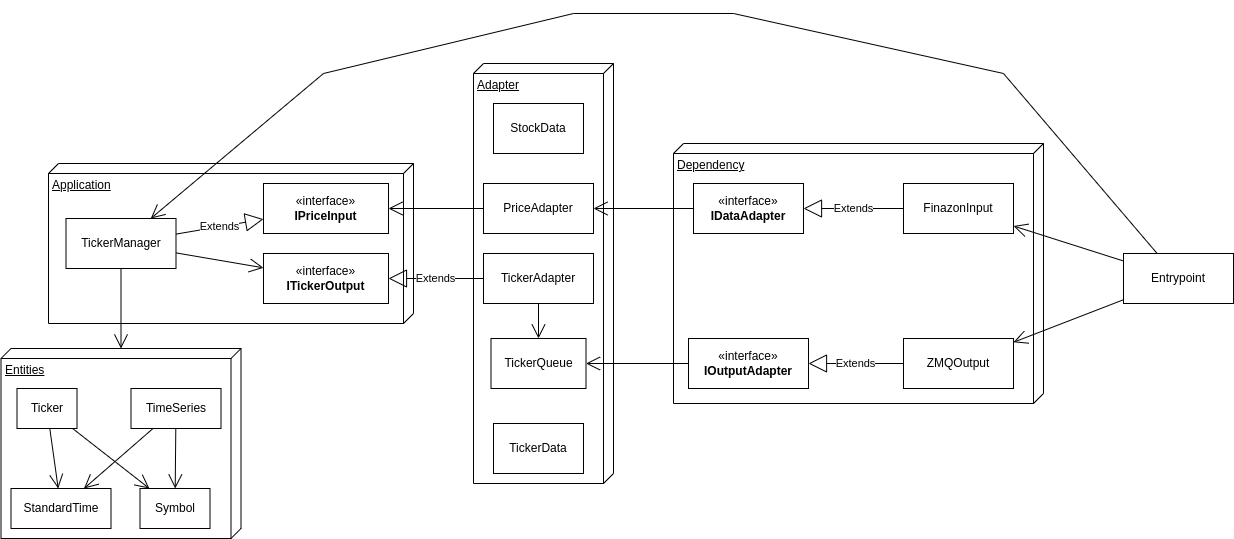 Adapter
StockData
PriceAdapter
TickerAdapter
TickerQueue
TickerData
Application
TickerManager
Extends
«interface»
IPriceInput
«interface»
ITickerOutput
Extends
Dependency
«interface»
IDataAdapter
Extends
FinazonInput
«interface»
IOutputAdapter
Extends
ZMQOutput
Entrypoint
Entities
Ticker
TimeSeries
StandardTime
Symbol